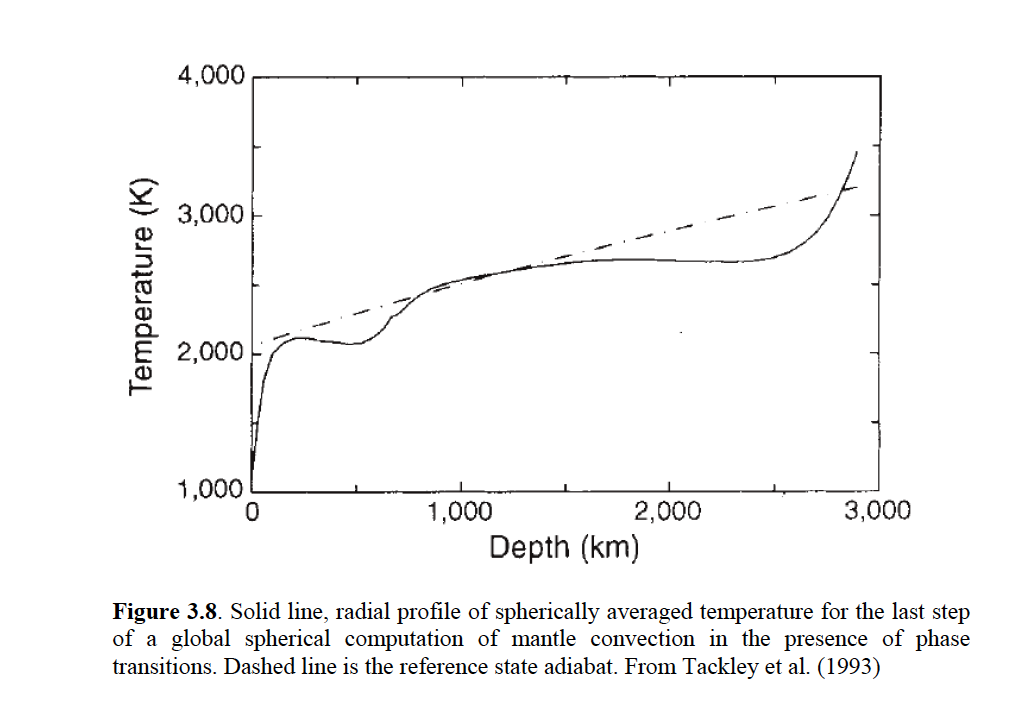 4,000
3,000
2,000
1,000
Temperature (K)
0
1,000
2,000
3,000
Depth (km)
Figure 3.8. Solid line, radial profile of spherically averaged temperature for the last step
of a global spherical computation of mantle convection in the presence of phase
transitions. Dashed line is the reference state adiabat. From Tackley et al. (1993)